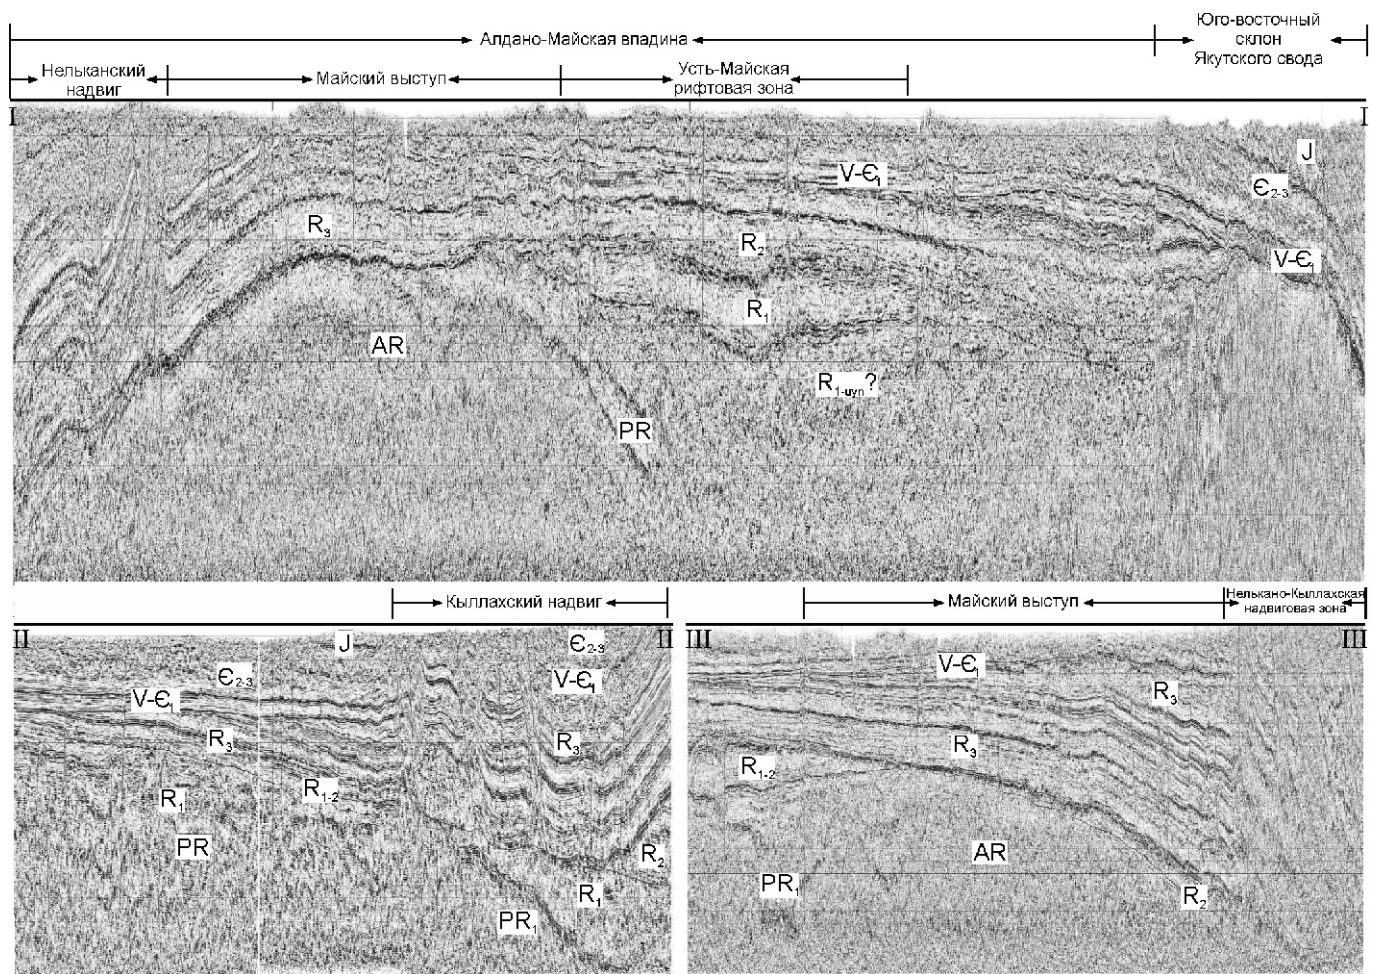 Юго-восточный
склон
Якутского свода
Алдано-Майская впадина
Нельканский
надвиг
Майский выступ
Усть-Майская
рифтовая зона
I
I
J
V-Є₁
Є₂₋₃
R₃
R₂
V-Є₁
R₁
AR
R₁₋uyn?
PR
Кыллахский надвиг
Майский выступ
Нелькано-Кыллахская
надвиговая зона
II
J
Є₂₋₃
II
III
III
Є₂₋₃
V-Є₁
V-Є₁
V-Є₁
R₃
R₃
R₃
R₃
R₁₋₂
R₁₋₂
R₁
PR
R₂
AR
R₁
PR₁
R₂
PR₁